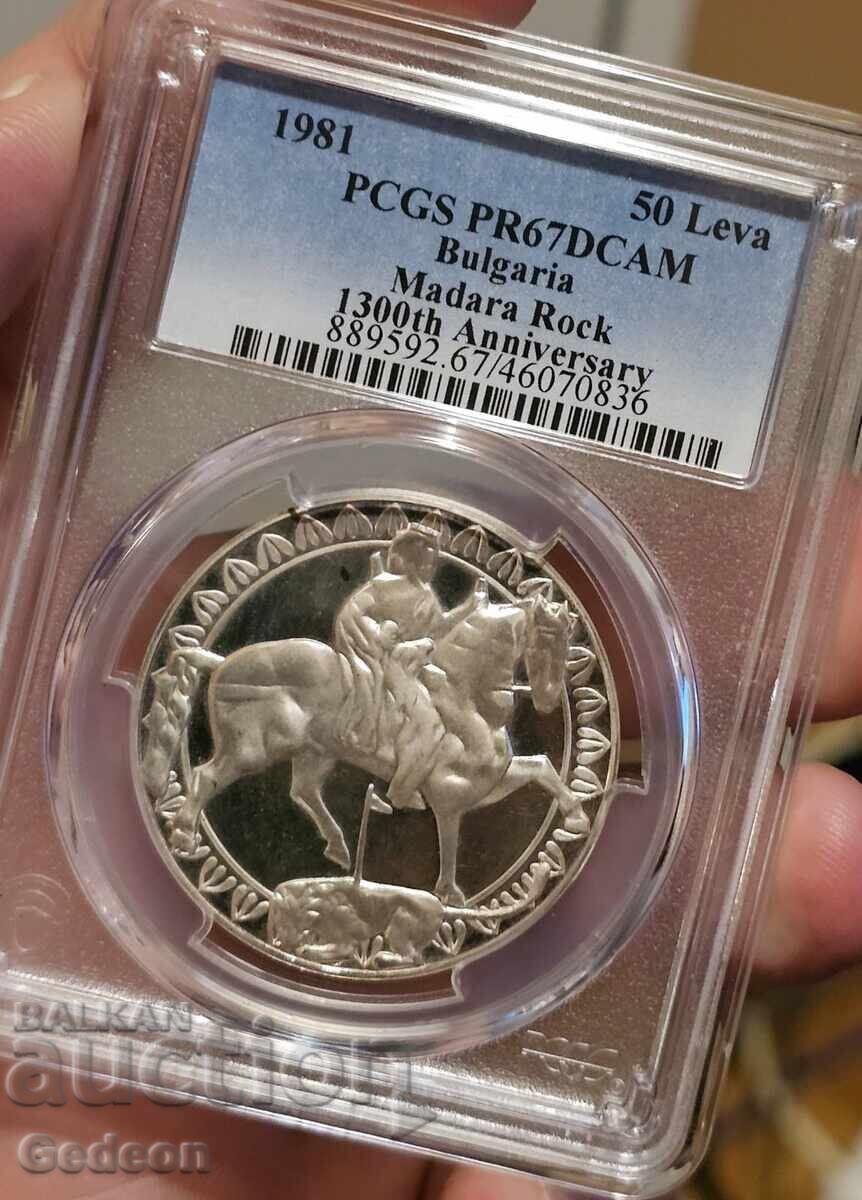 1981
50 Leva
PCGS PR67DCAM
Bulgaria
Madara Rock
1300th Anniversary
889592.67/46070836
BALKAN
auction
Gedeon